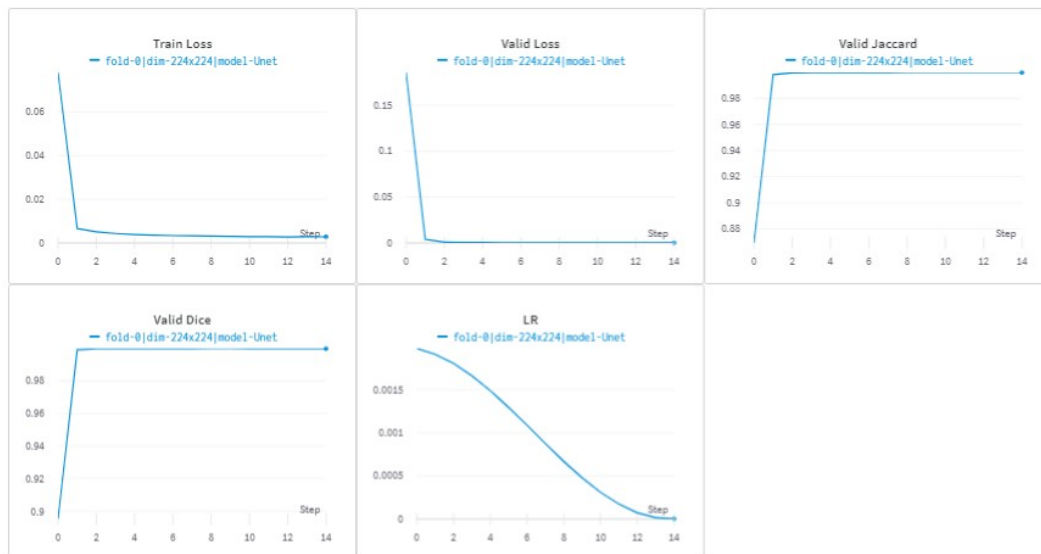 Train Loss
fold-0|dim-224x224|model-Unet
0.06
0.04
0.02
0
Step
0 2 4 6 8 10 12 14
Valid Loss
fold-0|dim-224x224|model-Unet
0.15
0.1
0.05
0
Step
0 2 4 6 8 10 12 14
Valid Jaccard
fold-0|dim-224x224|model-Unet
0.98
0.96
0.94
0.92
0.9
0.88
Step
0 2 4 6 8 10 12 14
Valid Dice
fold-0|dim-224x224|model-Unet
0.98
0.96
0.94
0.92
0.9
Step
0 2 4 6 8 10 12 14
LR
fold-0|dim-224x224|model-Unet
0.0015
0.001
0.0005
0
Step
0 2 4 6 8 10 12 14